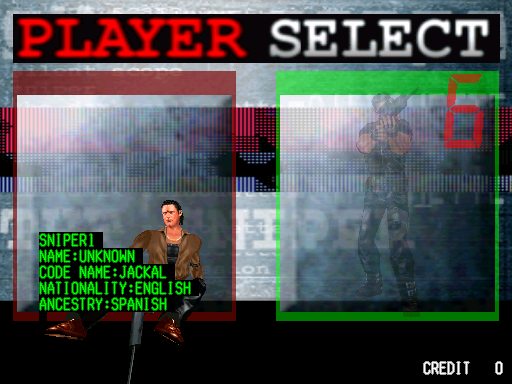 PLAYER SELECT
6
SNIPER1
NAME:UNKNOWN
CODE NAME:JACKAL
NATIONALITY:ENGLISH
ANCESTRY:SPANISH
CREDIT 0